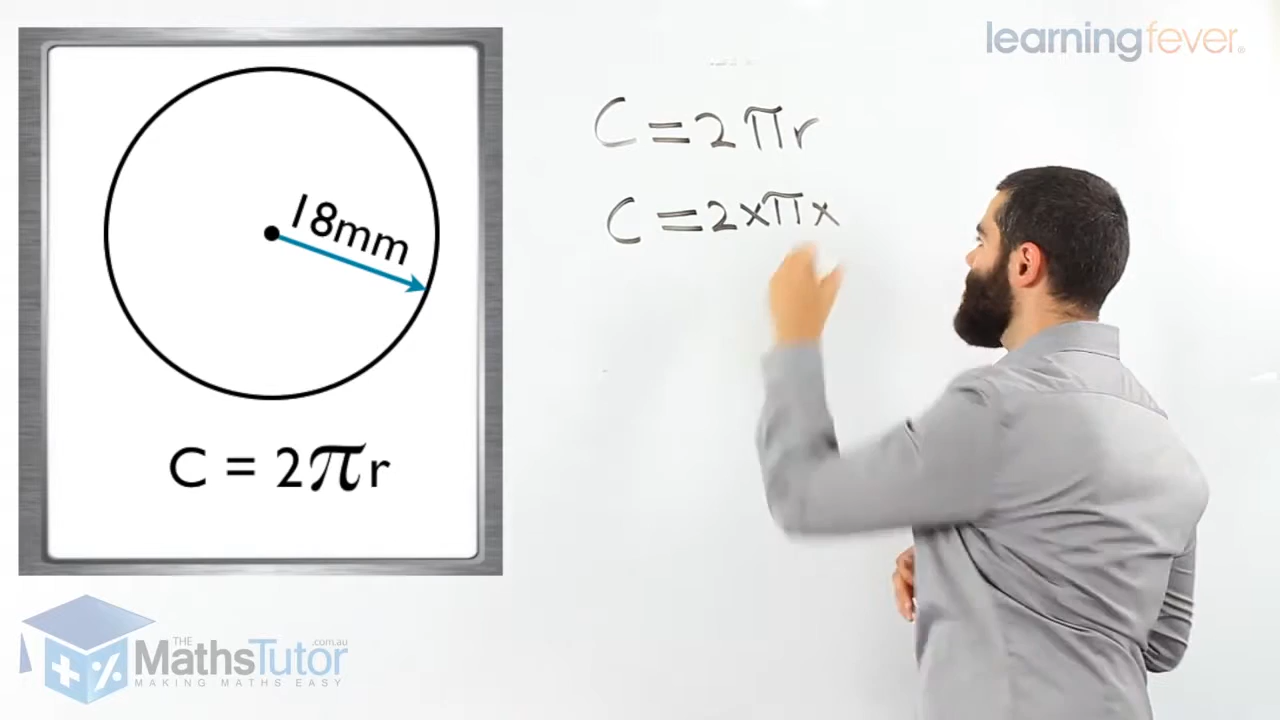 learningfever.
18mm
C = 2πr
C = 2πr
C = 2×π×
THE
MathsTutor .com.au
MAKING MATHS EASY